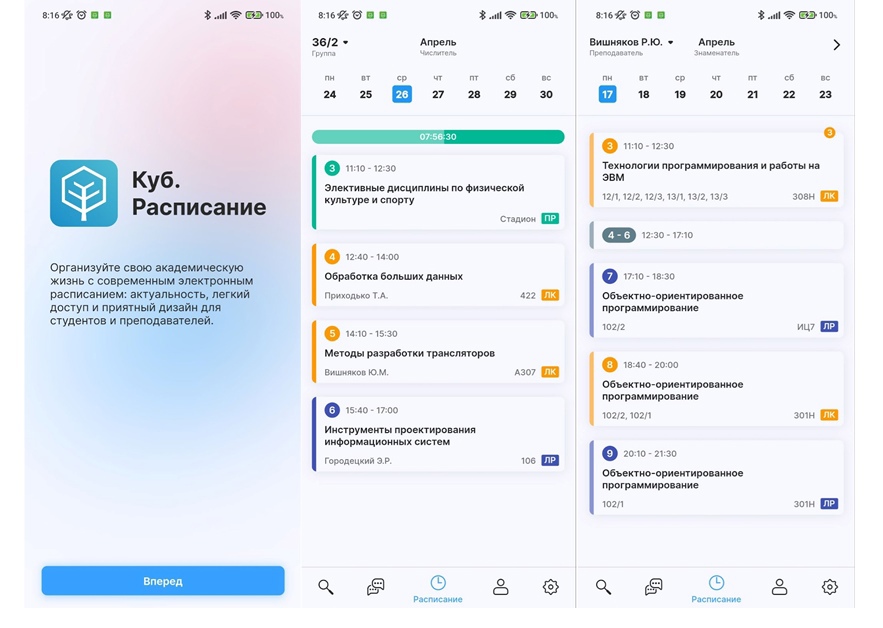 8:16
100%
Куб.
Расписание
Организуйте свою академическую
жизнь с современным электронным
расписанием: актуальность, легкий
доступ и приятный дизайн для
студентов и преподавателей.
Вперед
8:16
100%
36/2
Группа
Апрель
Числитель
пн вт ср чт пт сб вс
24 25 26 27 28 29 30
07:56:30
3 11:10 - 12:30
Элективные дисциплины по физической
культуре и спорту
Стадион ПР
4 12:40 - 14:00
Обработка больших данных
Приходько Т.А. 422 ЛК
5 14:10 - 15:30
Методы разработки трансляторов
Вишняков Ю.М. А307 ЛК
6 15:40 - 17:00
Инструменты проектирования
информационных систем
Городецкий Э.Р. 106 ЛР
Расписание
8:16
100%
Вишняков Р.Ю.
Преподаватель
Апрель
Знаменатель
пн вт ср чт пт сб вс
17 18 19 20 21 22 23
3
3 11:10 - 12:30
Технологии программирования и работы на
ЭВМ
12/1, 12/2, 12/3, 13/1, 13/2, 13/3 308Н ЛК
4 - 6 12:30 - 17:10
7 17:10 - 18:30
Объектно-ориентированное
программирование
102/2 ИЦ7 ЛР
8 18:40 - 20:00
Объектно-ориентированное
программирование
102/2, 102/1 301Н ЛК
9 20:10 - 21:30
Объектно-ориентированное
программирование
102/1 301Н ЛР
Расписание